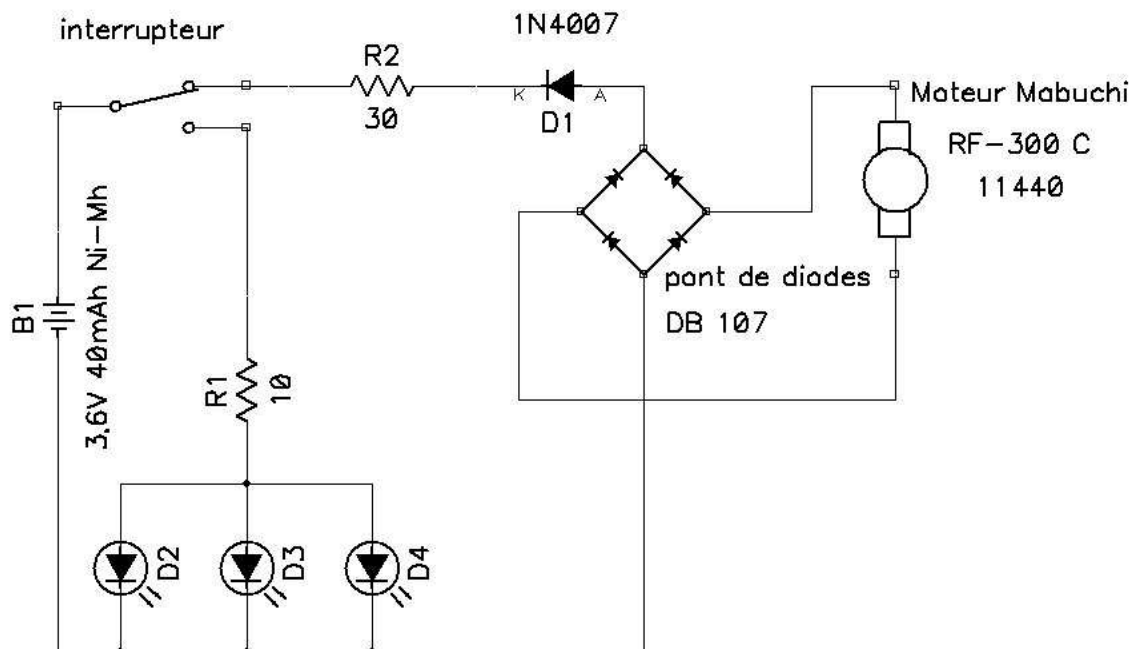 interrupteur
1N4007
R2
30
K
A
D1
Moteur Mabuchi
RF-300 C
11440
B1
3.6V 40mAh Ni-Mh
pont de diodes
DB 107
R1
10
D2
D3
D4